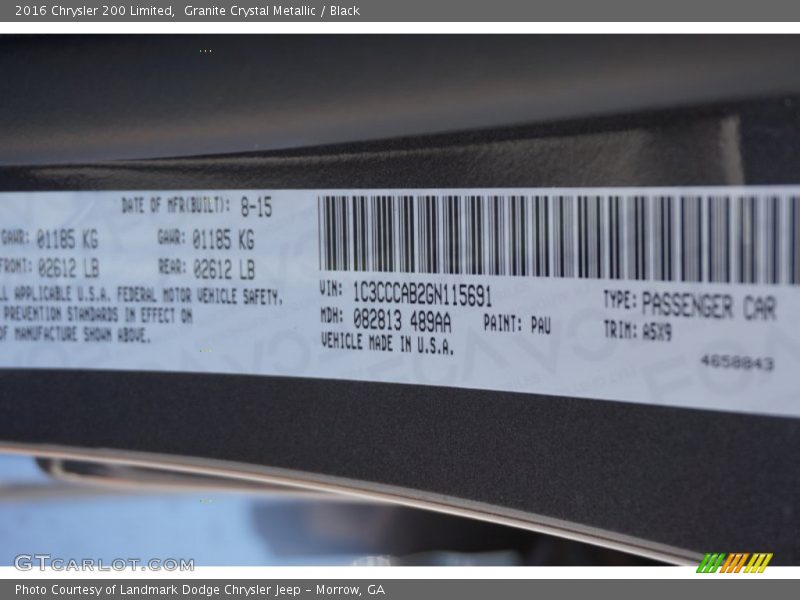 2016 Chrysler 200 Limited,  Granite Crystal Metallic / Black
DATE OF MFR(BUILT): 8-15
GAWR: 01185 KG GAWR: 01185 KG
FRONT: 02612 LB REAR: 02612 LB
APPLICABLE U.S.A. FEDERAL MOTOR VEHICLE SAFETY,
PREVENTION STANDARDS IN EFFECT ON
OF MANUFACTURE SHOWN ABOVE.
VIN: 1C3CCCAB2GN115691 TYPE: PASSENGER CAR
MDH: 082813 489AA PAINT: PAU TRIM: A5X9
VEHICLE MADE IN U.S.A.
4658843
GTCARLOT.COM
Photo Courtesy of Landmark Dodge Chrysler Jeep – Morrow, GA